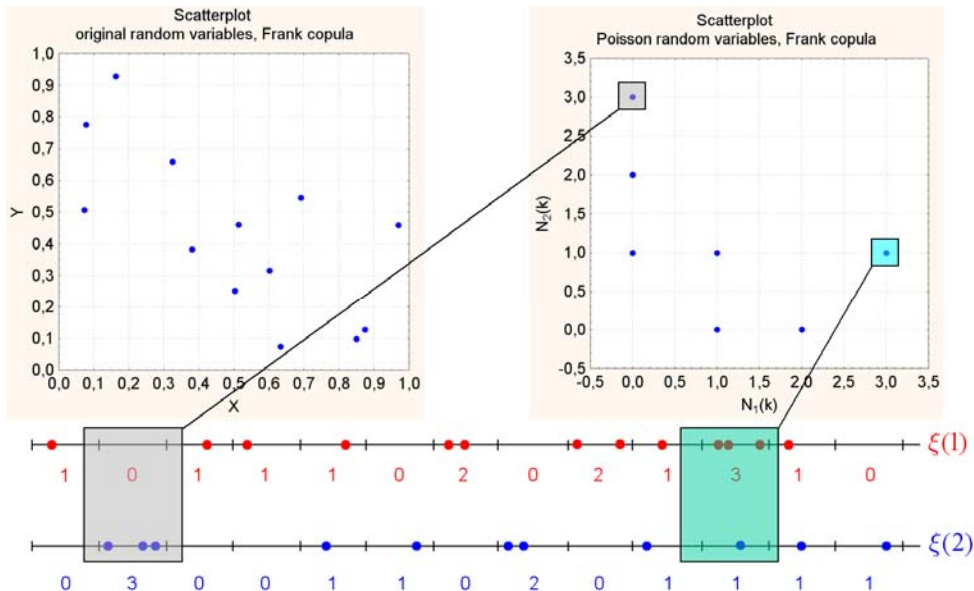 Scatterplot
original random variables, Frank copula
1,0
0,9
0,8
0,7
0,6
0,5
0,4
0,3
0,2
0,1
0,0
Y
0,0 0,1 0,2 0,3 0,4 0,5 0,6 0,7 0,8 0,9 1,0
X
Scatterplot
Poisson random variables, Frank copula
3,5
3,0
2,5
2,0
1,5
1,0
0,5
0,0
-0,5
N₂(k)
-0,5 0,0 0,5 1,0 1,5 2,0 2,5 3,0 3,5
N₁(k)
ξ(1)
1 0 1 1 1 0 2 0 2 1 3 1 0
ξ(2)
0 3 0 0 1 1 0 2 0 1 1 1 1